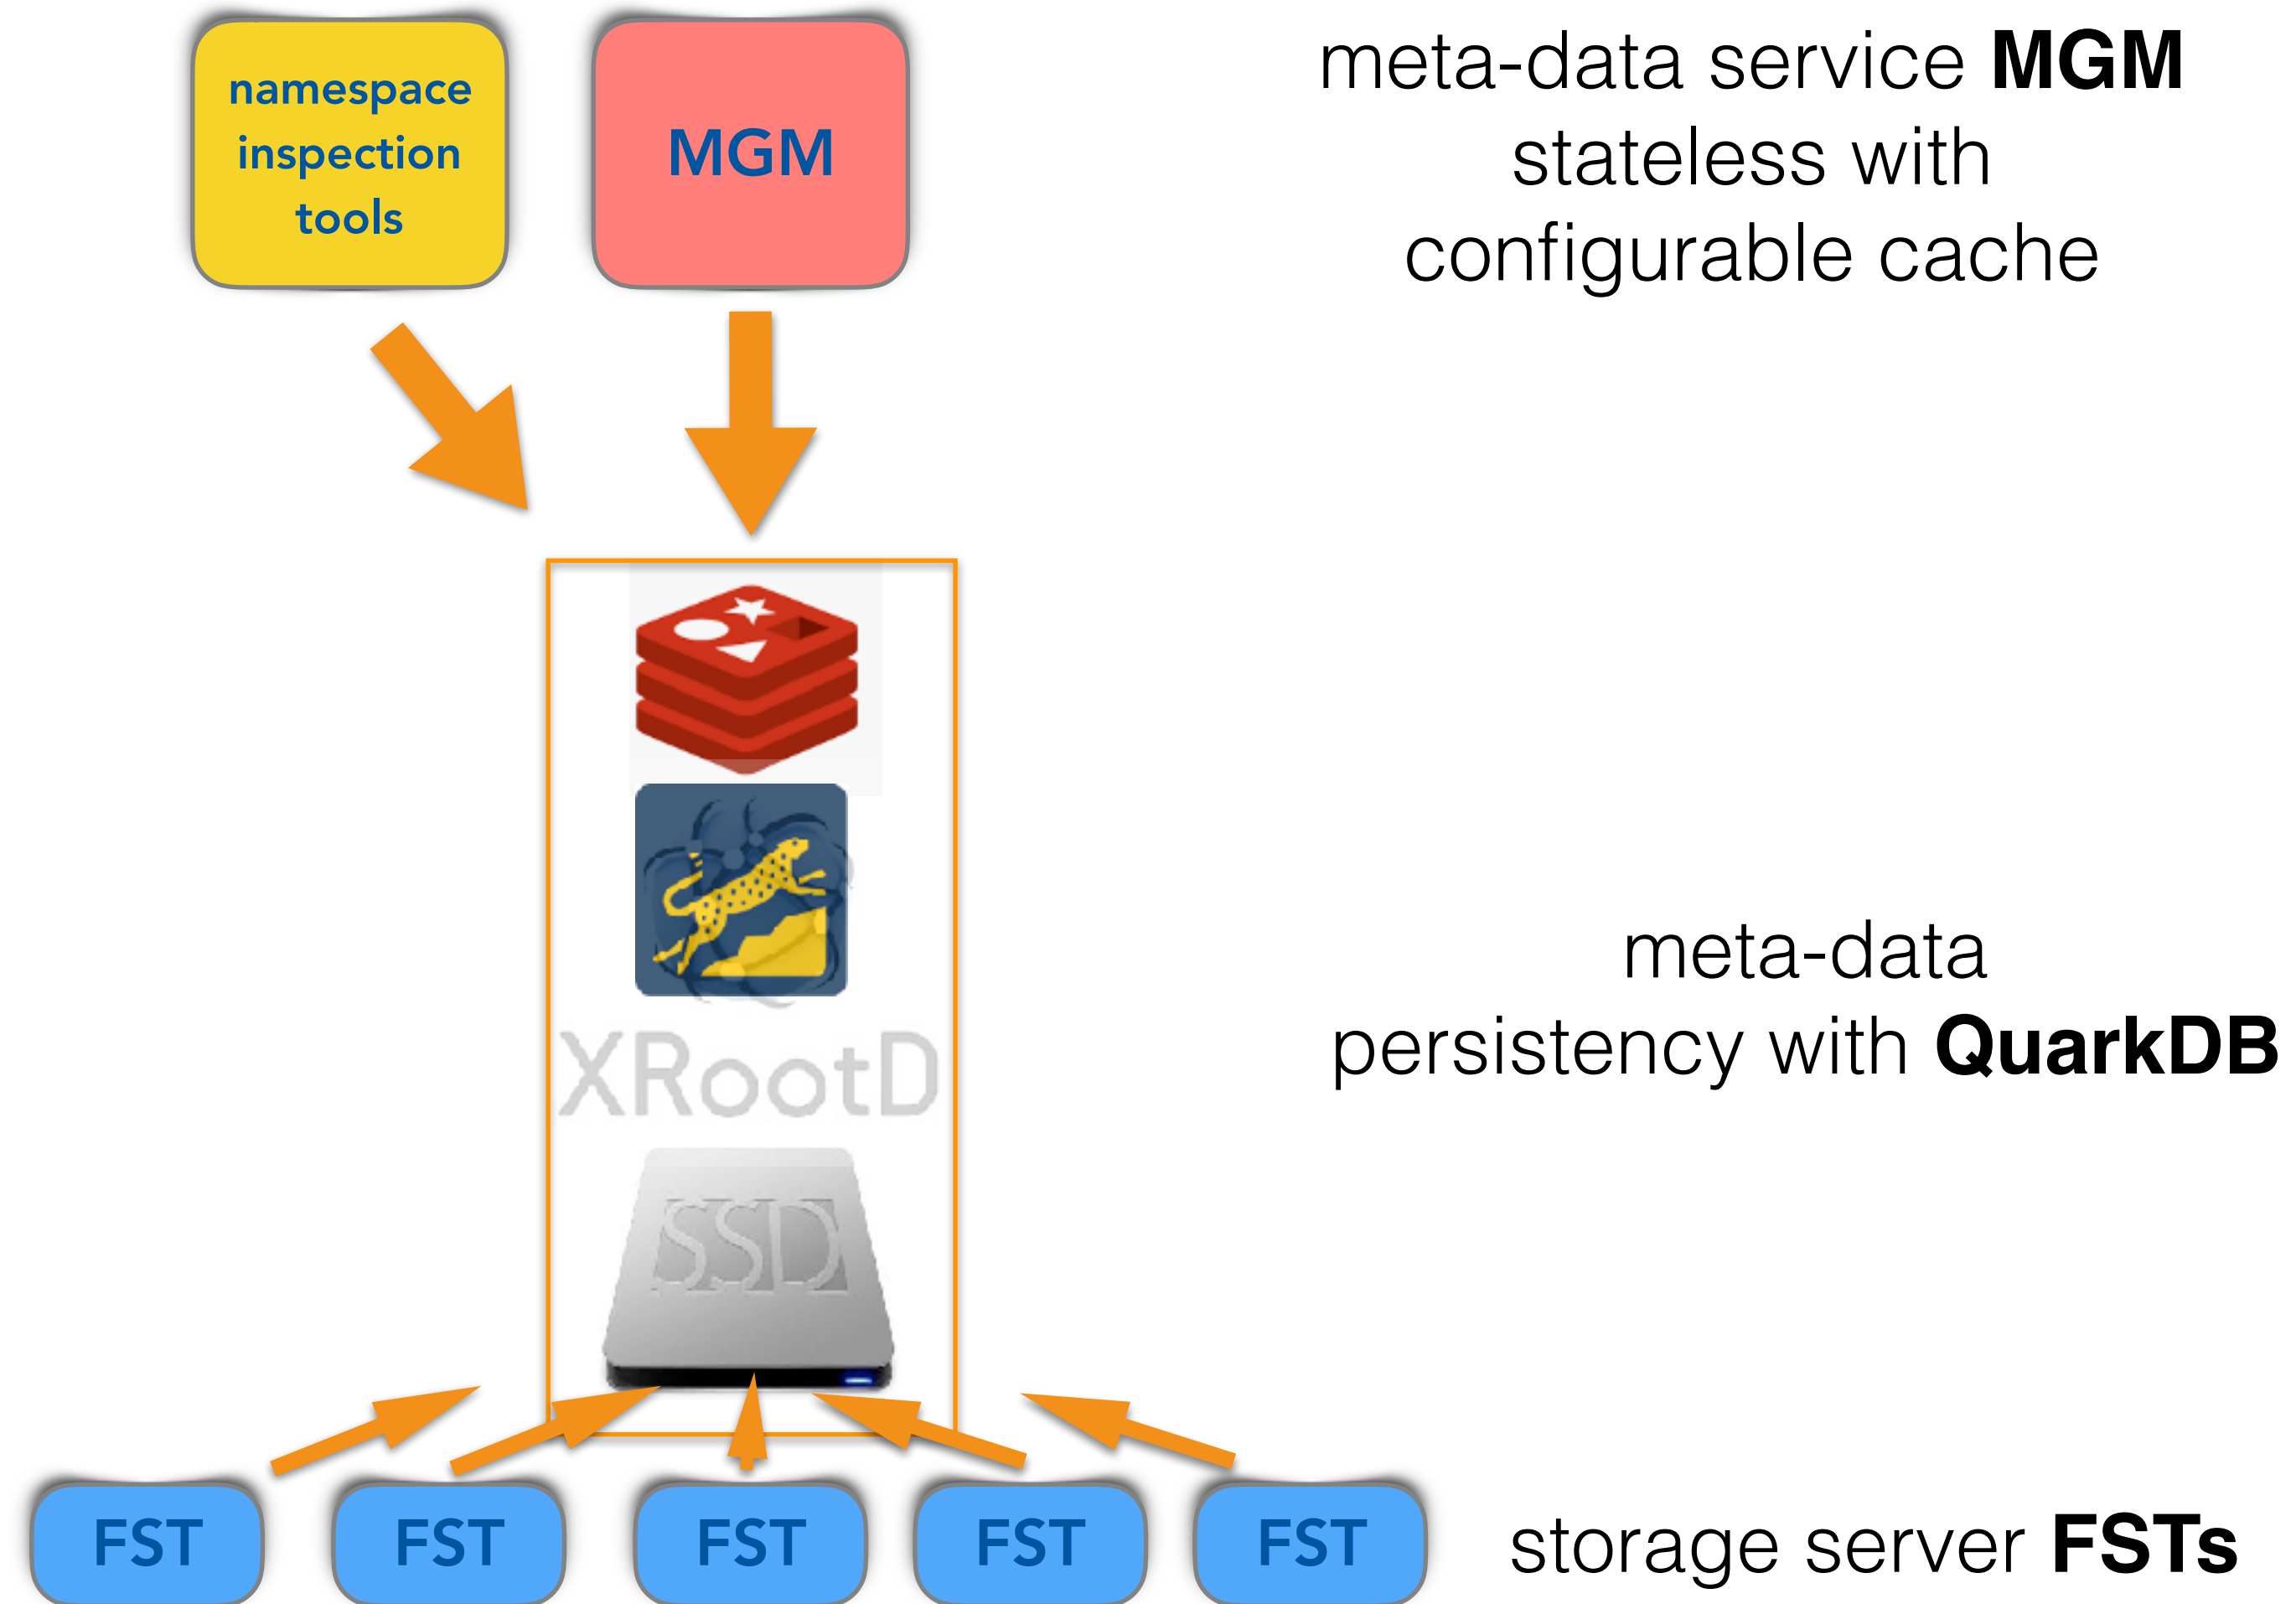 namespace
inspection
tools
MGM
meta-data service MGM
stateless with
configurable cache
meta-data
persistency with QuarkDB
XRootD
SSD
FST
FST
FST
FST
FST
storage server FSTs